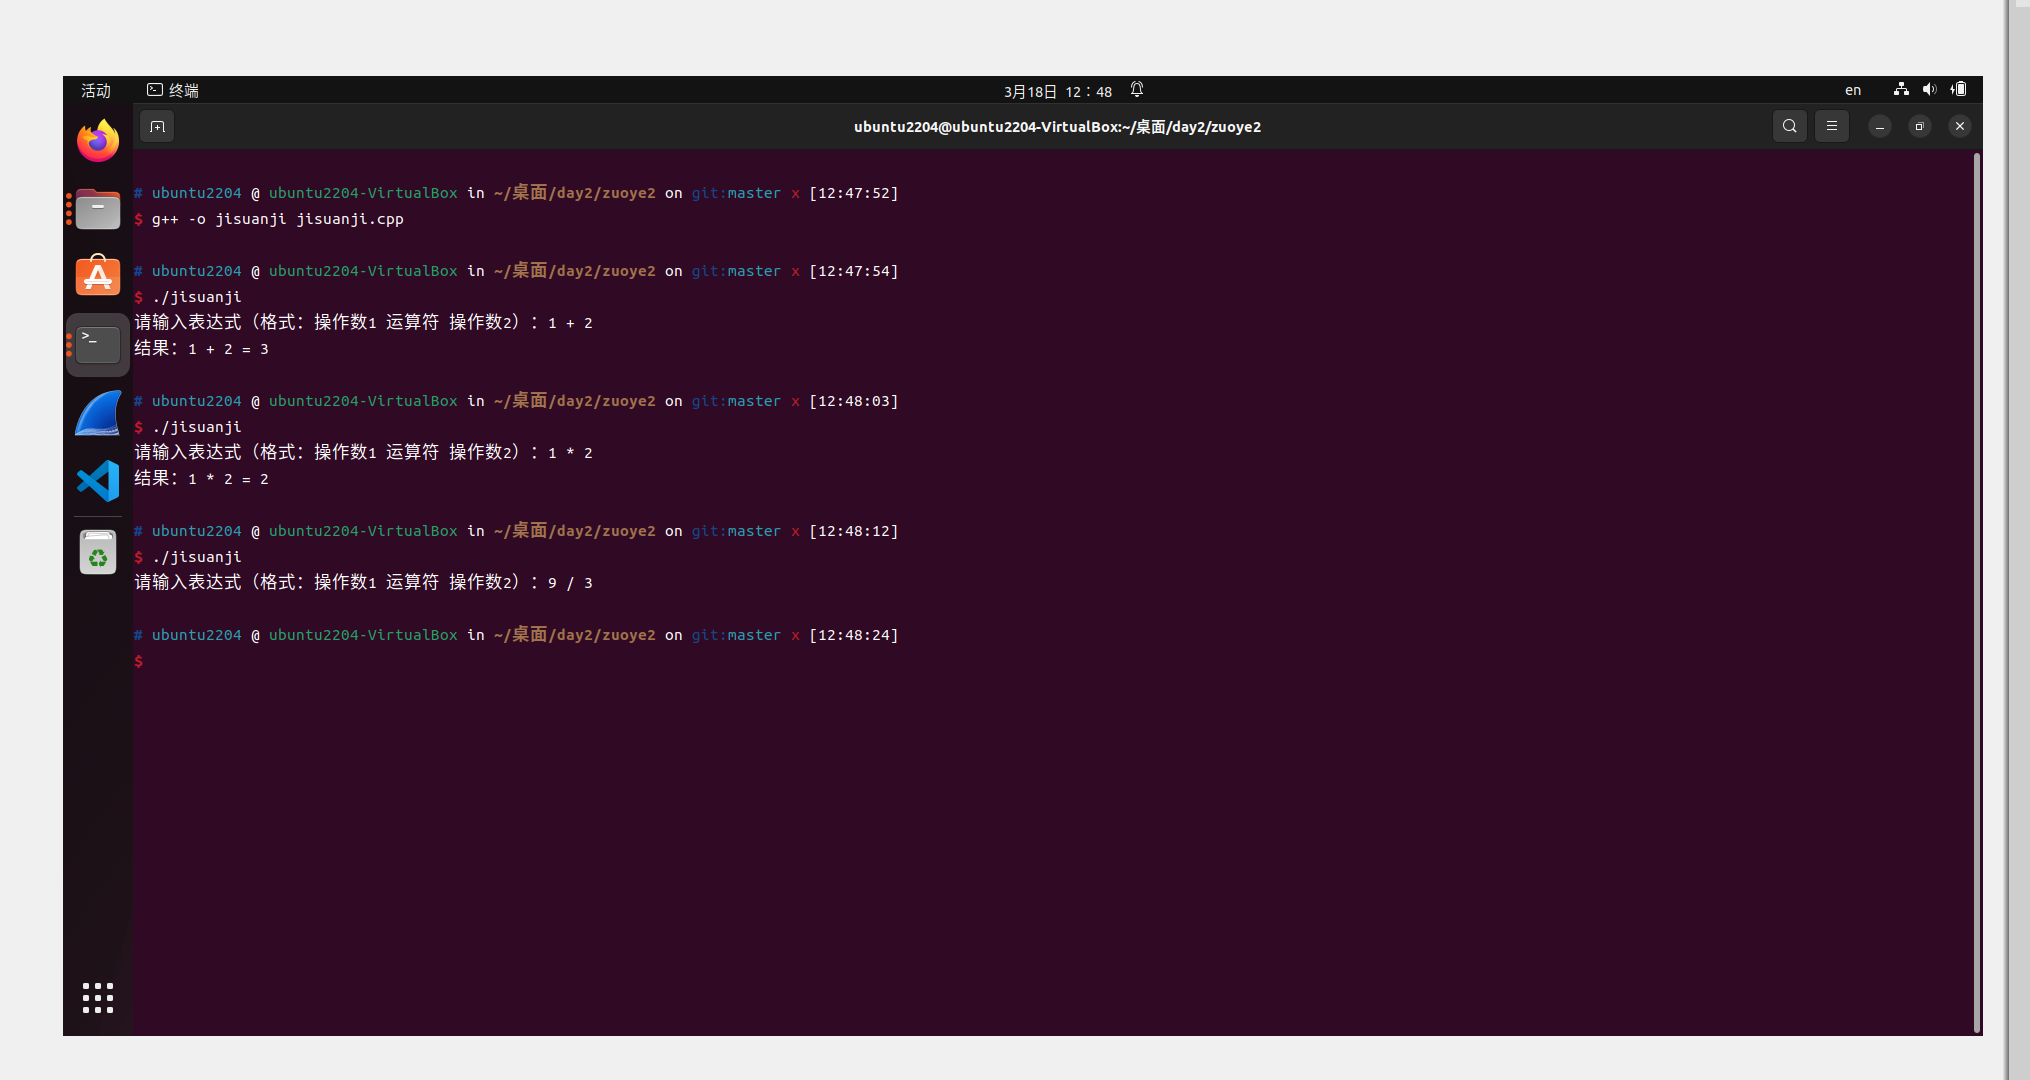 活动 终端 3月18日 12：48 en
ubuntu2204@ubuntu2204-VirtualBox:~/桌面/day2/zuoye2
# ubuntu2204 @ ubuntu2204-VirtualBox in ~/桌面/day2/zuoye2 on git:master x [12:47:52]
$ g++ -o jisuanji jisuanji.cpp
# ubuntu2204 @ ubuntu2204-VirtualBox in ~/桌面/day2/zuoye2 on git:master x [12:47:54]
$ ./jisuanji
请输入表达式（格式：操作数1 运算符 操作数2）：1 + 2
结果：1 + 2 = 3
# ubuntu2204 @ ubuntu2204-VirtualBox in ~/桌面/day2/zuoye2 on git:master x [12:48:03]
$ ./jisuanji
请输入表达式（格式：操作数1 运算符 操作数2）：1 * 2
结果：1 * 2 = 2
# ubuntu2204 @ ubuntu2204-VirtualBox in ~/桌面/day2/zuoye2 on git:master x [12:48:12]
$ ./jisuanji
请输入表达式（格式：操作数1 运算符 操作数2）：9 / 3
# ubuntu2204 @ ubuntu2204-VirtualBox in ~/桌面/day2/zuoye2 on git:master x [12:48:24]
$